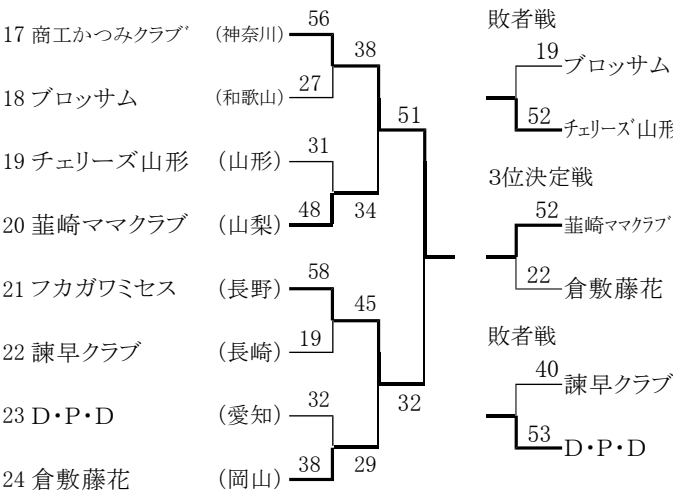 56
17 商工かつみクラブ (神奈川)
38
18 ブロッサム (和歌山) 27
51
19 チェリーズ山形 (山形) 31
20 韮崎ママクラブ (山梨) 48
34
21 フカガワミセス (長野) 58
45
22 諫早クラブ (長崎) 19
32
23 D・P・D (愛知) 32
24 倉敷藤花 (岡山) 38
29
敗者戦
19 ブロッサム
52 チェリーズ山形
3位決定戦
52 韮崎ママクラブ
22 倉敷藤花
敗者戦
40 諫早クラブ
53 D・P・D